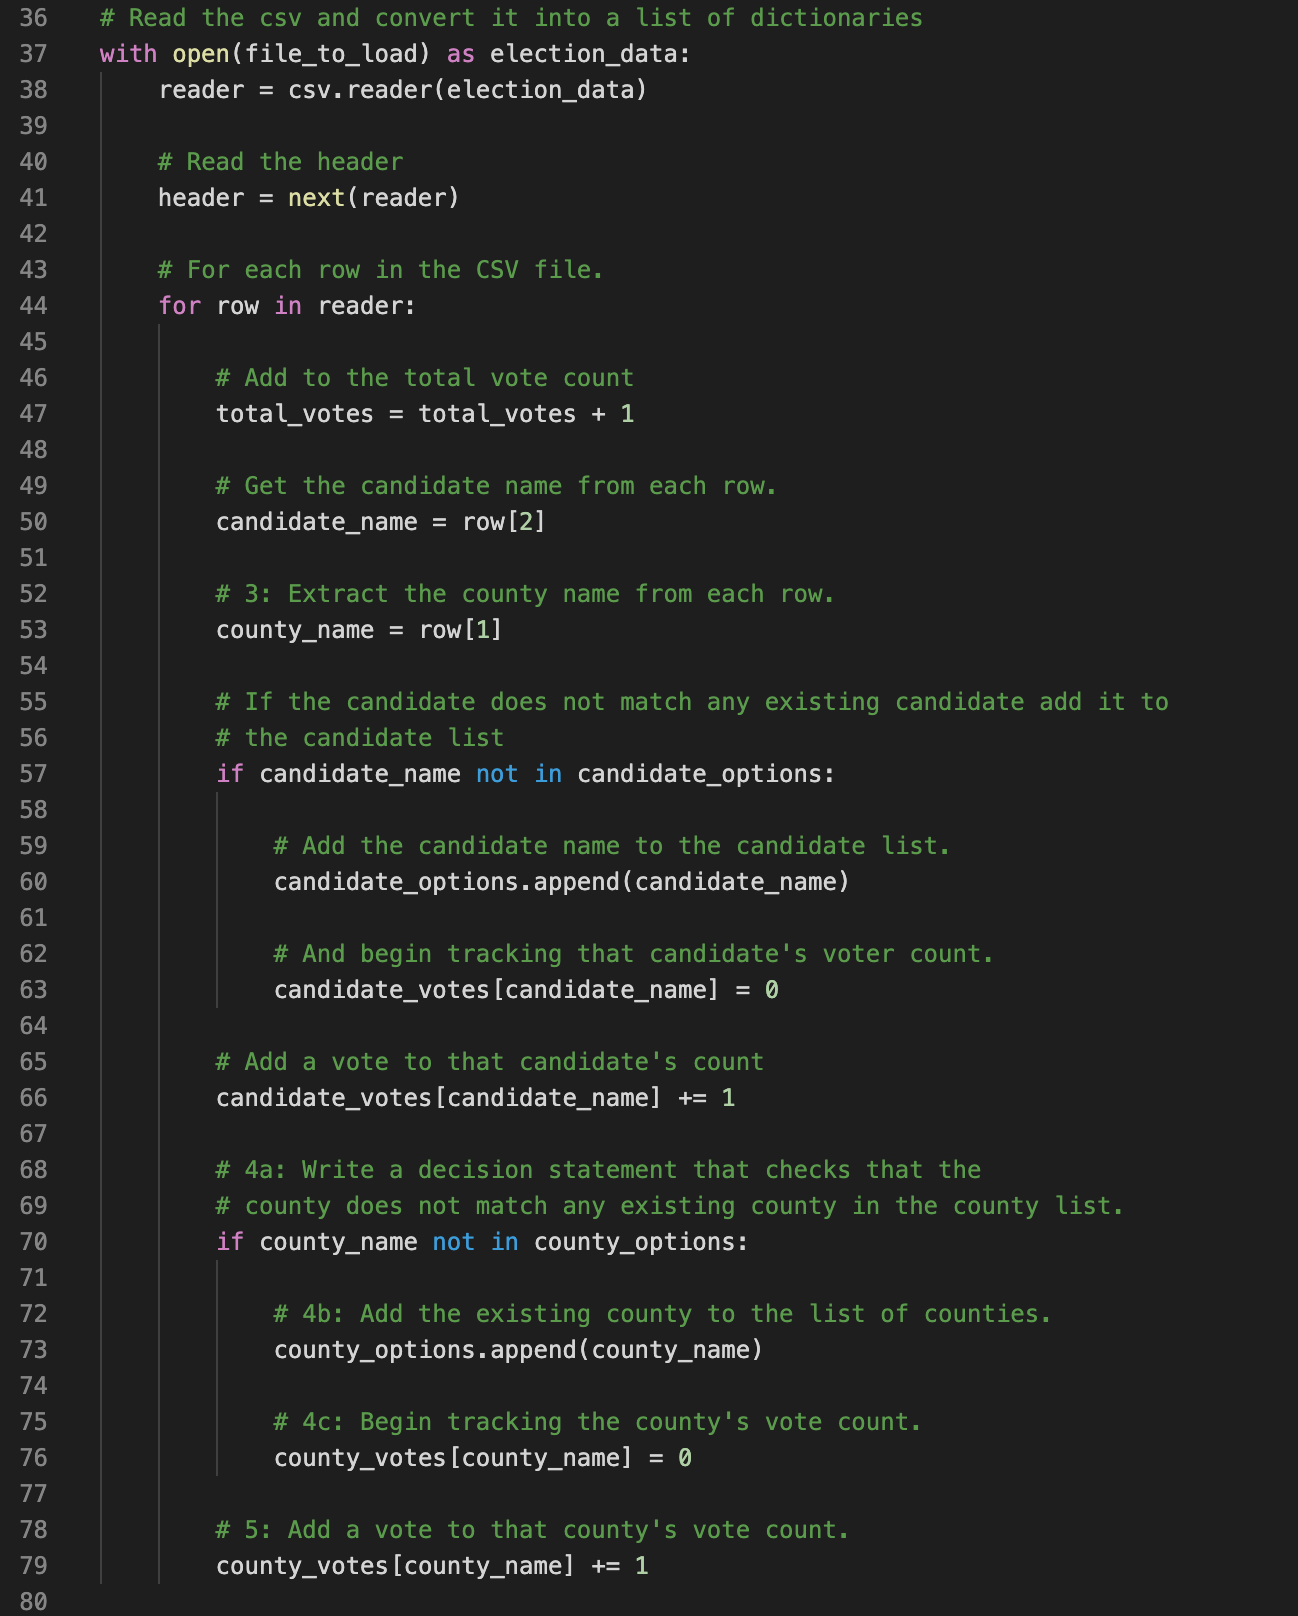 36 # Read the csv and convert it into a list of dictionaries
37 with open(file_to_load) as election_data:
38     reader = csv.reader(election_data)
39
40     # Read the header
41     header = next(reader)
42
43     # For each row in the CSV file.
44     for row in reader:
45
46         # Add to the total vote count
47         total_votes = total_votes + 1
48
49         # Get the candidate name from each row.
50         candidate_name = row[2]
51
52         # 3: Extract the county name from each row.
53         county_name = row[1]
54
55         # If the candidate does not match any existing candidate add it to
56         # the candidate list
57         if candidate_name not in candidate_options:
58
59             # Add the candidate name to the candidate list.
60             candidate_options.append(candidate_name)
61
62             # And begin tracking that candidate's voter count.
63             candidate_votes[candidate_name] = 0
64
65         # Add a vote to that candidate's count
66         candidate_votes[candidate_name] += 1
67
68         # 4a: Write a decision statement that checks that the
69         # county does not match any existing county in the county list.
70         if county_name not in county_options:
71
72             # 4b: Add the existing county to the list of counties.
73             county_options.append(county_name)
74
75             # 4c: Begin tracking the county's vote count.
76             county_votes[county_name] = 0
77
78         # 5: Add a vote to that county's vote count.
79         county_votes[county_name] += 1
80